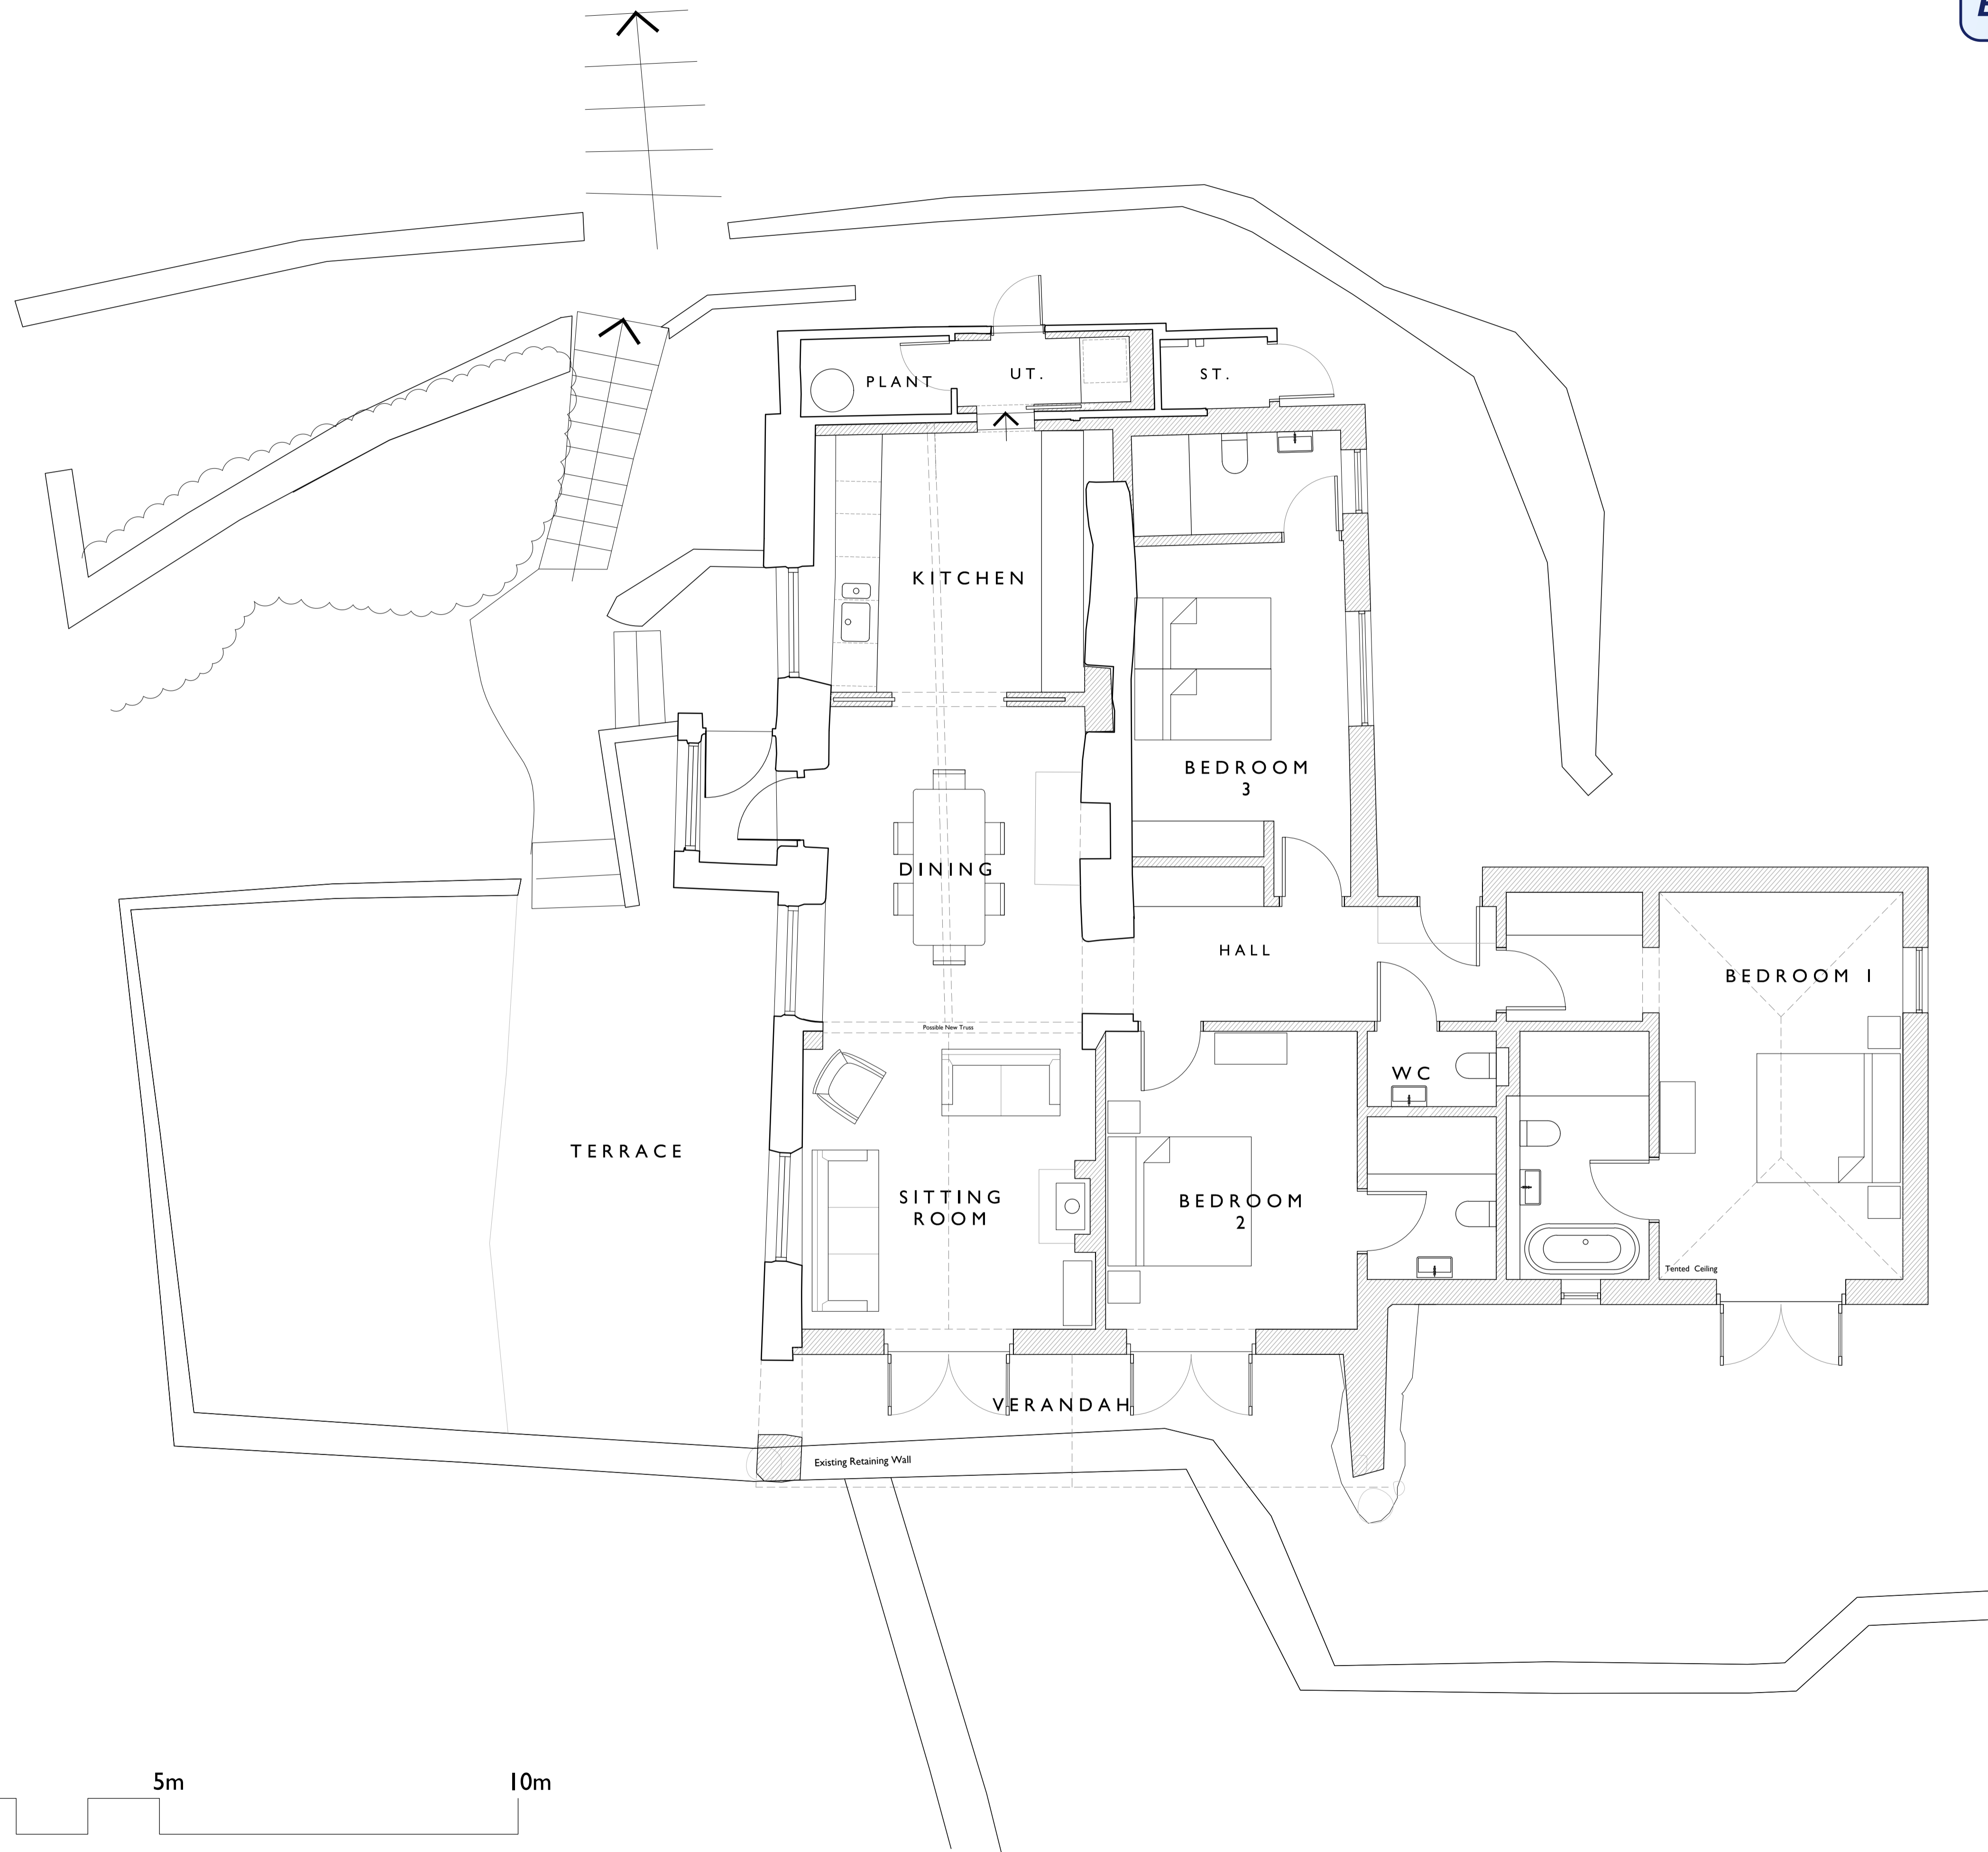 PLANT
UT.
ST.
KITCHEN
BEDROOM
3
DINING
HALL
BEDROOM 1
Possible New Truss
WC
TERRACE
SITTING
ROOM
BEDROOM
2
Tented Ceiling
VERANDAH
Existing Retaining Wall
5m
10m